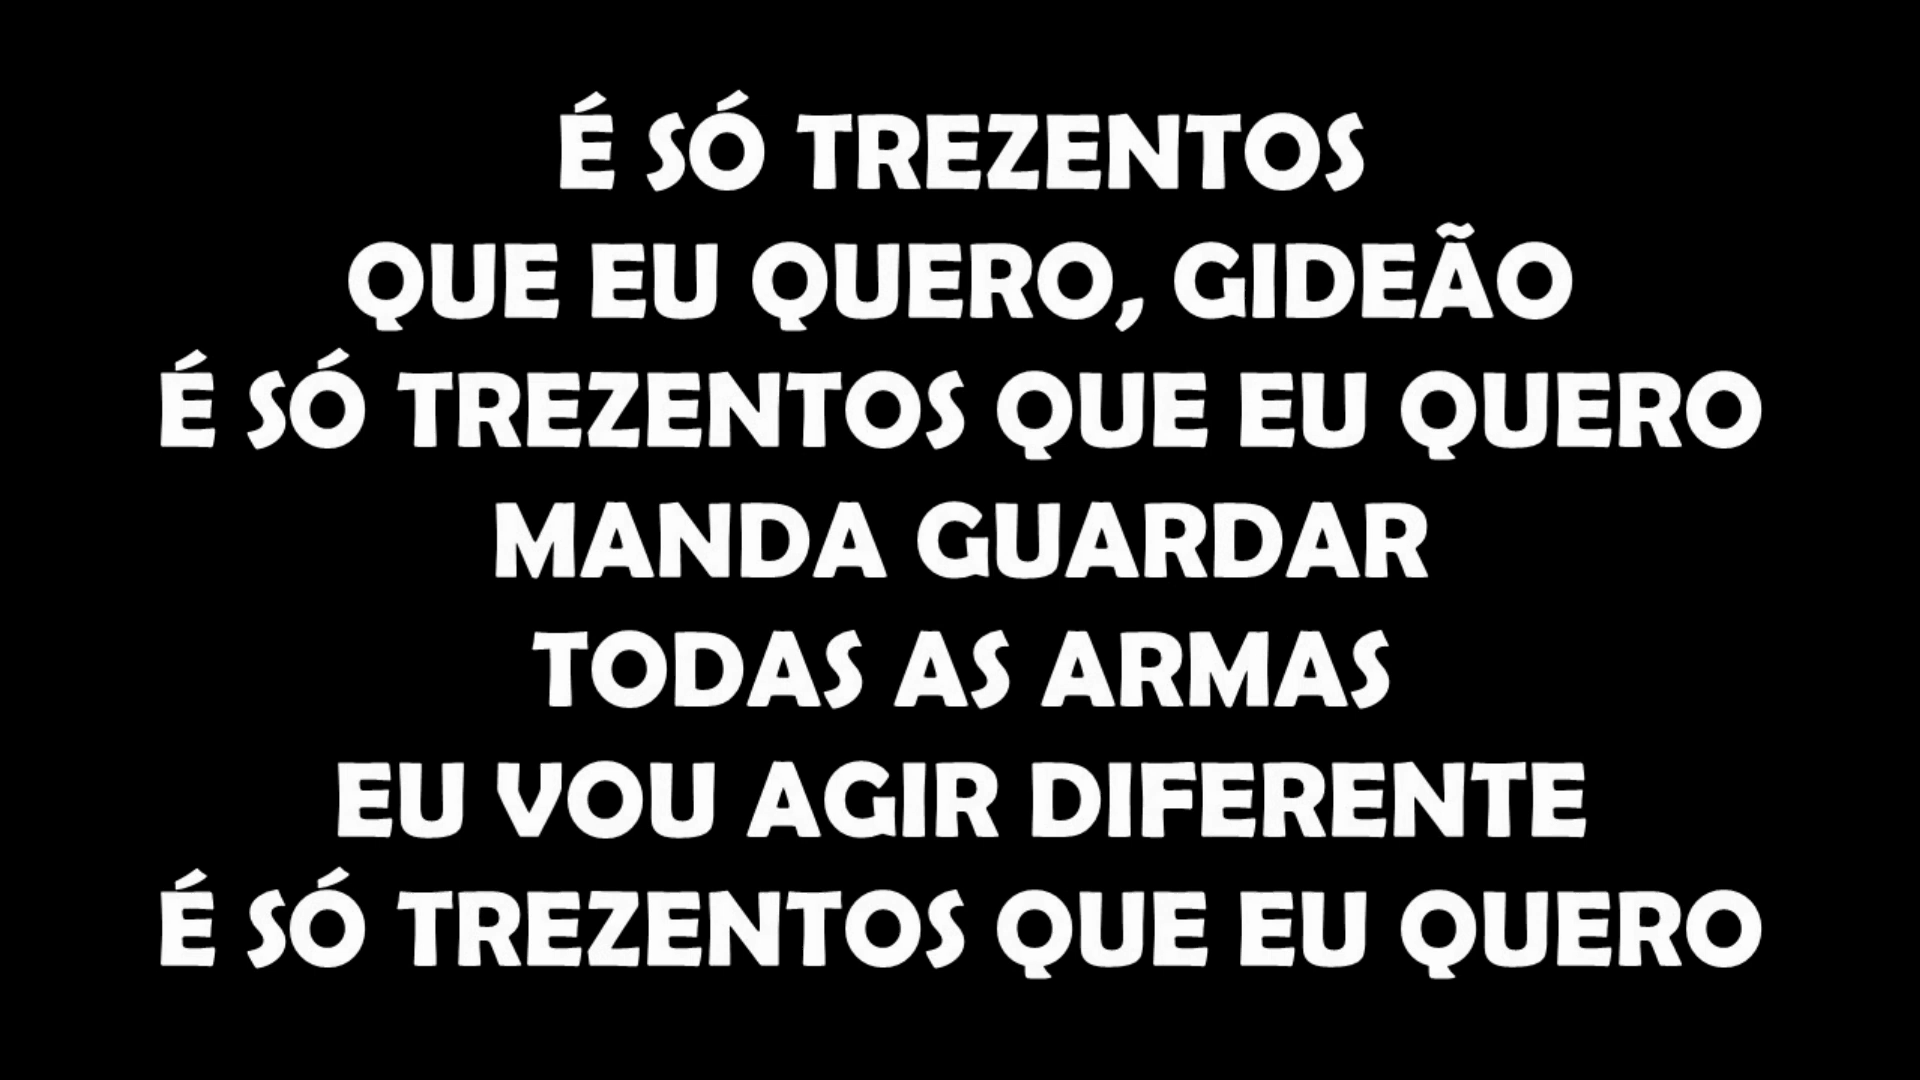 É SÓ TREZENTOS
QUE EU QUERO, GIDEÃO
É SÓ TREZENTOS QUE EU QUERO
MANDA GUARDAR
TODAS AS ARMAS
EU VOU AGIR DIFERENTE
É SÓ TREZENTOS QUE EU QUERO